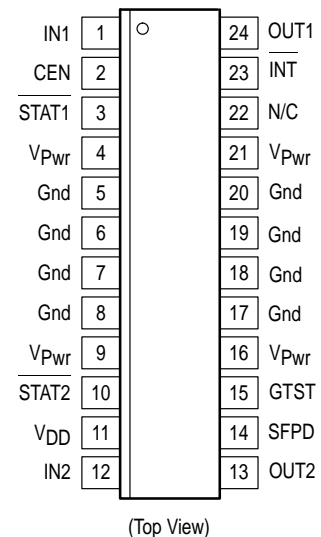 IN1 1 24 OUT1
CEN 2 23 INT
STAT1 3 22 N/C
VPwr 4 21 VPwr
Gnd 5 20 Gnd
Gnd 6 19 Gnd
Gnd 7 18 Gnd
Gnd 8 17 Gnd
VPwr 9 16 VPwr
STAT2 10 15 GTST
VDD 11 14 SFPD
IN2 12 13 OUT2
(Top View)